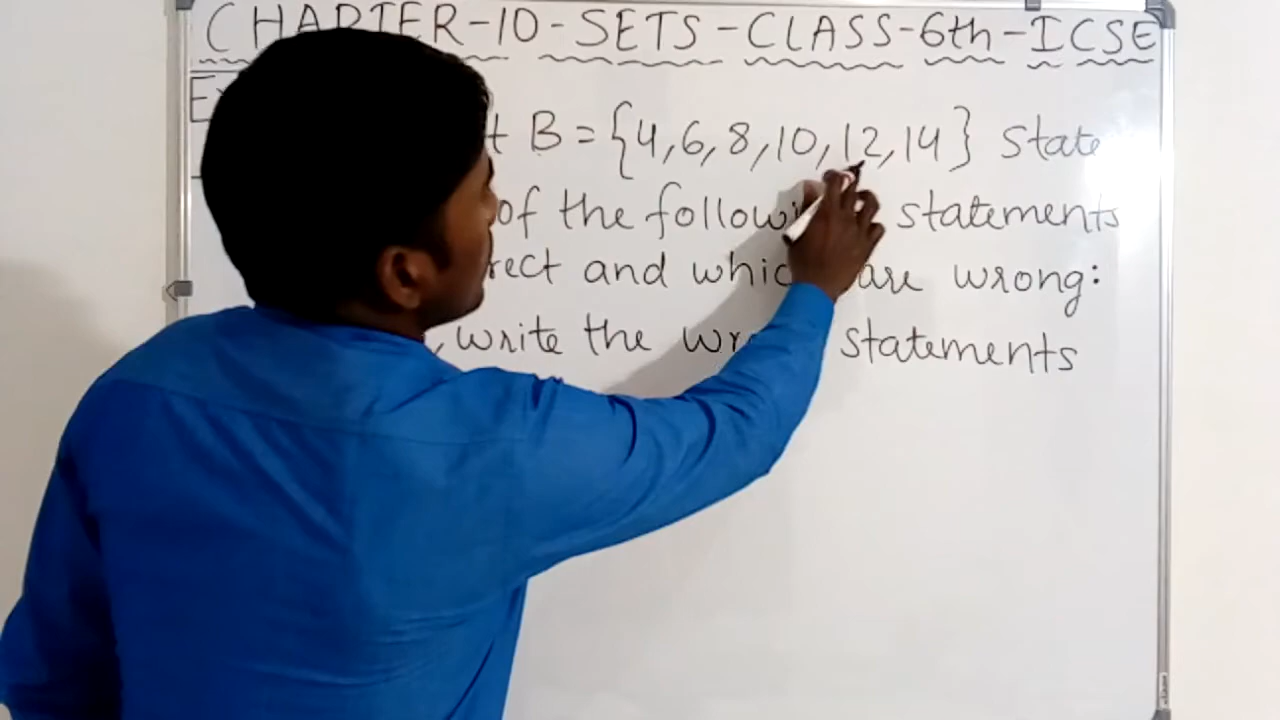 CHAPTER-10-SETS-CLASS-6th-ICSE
B = {4,6,8,10,12,14} State
of the following statements
and which are wrong:
write the wrong statements